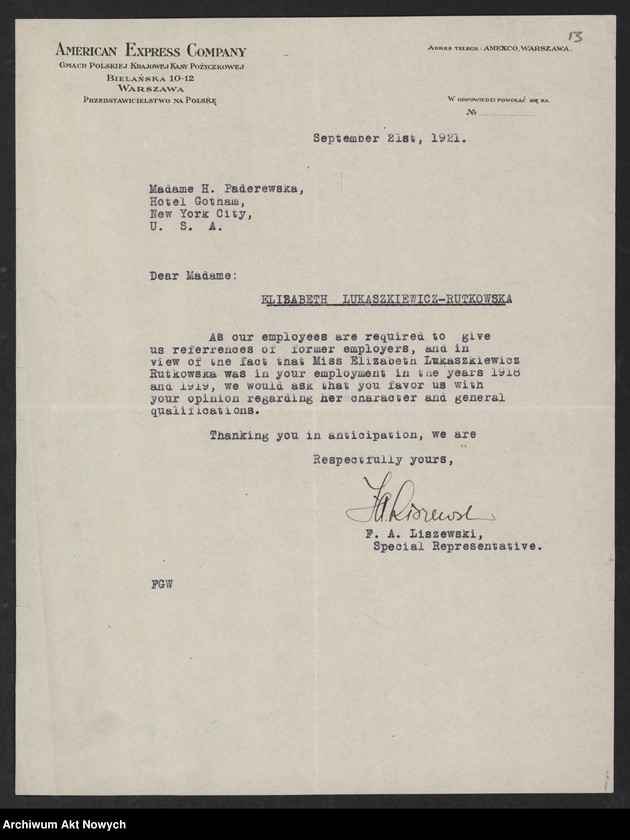 13
AMERICAN EXPRESS COMPANY
GMACH POLSKIEJ KRAJOWEJ KASY POŻYCZKOWEJ
BIELAŃSKA 10-12
WARSZAWA
PRZEDSTAWICIELSTWO NA POLSKĘ
ADRES TELEGR.: AMEXCO, WARSZAWA.
W ODPOWIEDZI POWOŁAĆ SIĘ NA
№
September 21st, 1921.
Madame H. Paderewska,
Hotel Gotham,
New York City,
U. S. A.
Dear Madame:
ELIZABETH LUKASZKIEWICZ-RUTKOWSKA
As our employees are required to give
us referrences of former employers, and in
view of the fact that Miss Elizabeth Lukaszkiewicz
Rutkowska was in your employment in the years 1918
and 1919, we would ask that you favor us with
your opinion regarding her character and general
qualifications.
Thanking you in anticipation, we are
Respectfully yours,
F. A. Liszewski
F. A. Liszewski,
Special Representative.
FGW
Archiwum Akt Nowych